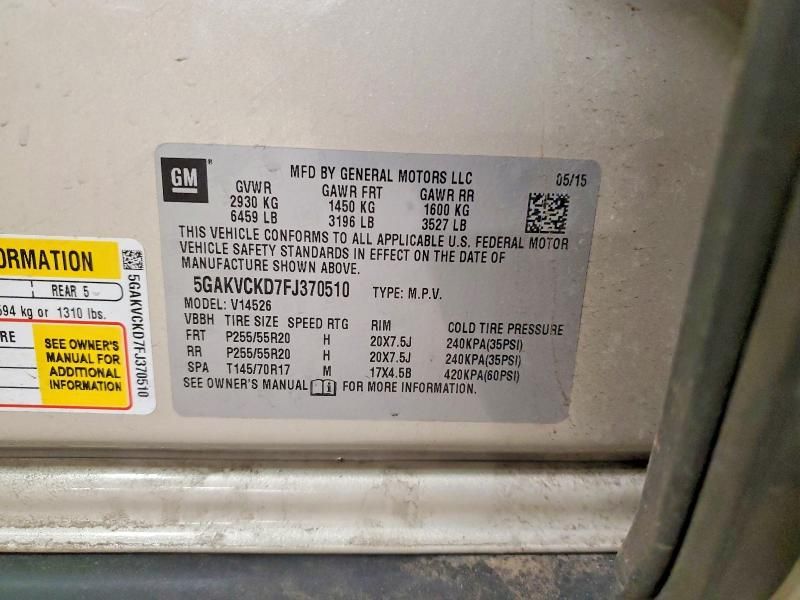 GM
MFD BY GENERAL MOTORS LLC
05/15
GVWR GAWR FRT GAWR RR
2930 KG 1450 KG 1600 KG
6459 LB 3196 LB 3527 LB
THIS VEHICLE CONFORMS TO ALL APPLICABLE U.S. FEDERAL MOTOR
VEHICLE SAFETY STANDARDS IN EFFECT ON THE DATE OF
MANUFACTURE SHOWN ABOVE.
5GAKVCKD7FJ370510 TYPE: M.P.V.
MODEL: V14526
VBBH TIRE SIZE SPEED RTG RIM COLD TIRE PRESSURE
FRT P255/55R20 H 20X7.5J 240KPA(35PSI)
RR P255/55R20 H 20X7.5J 240KPA(35PSI)
SPA T145/70R17 M 17X4.5B 420KPA(60PSI)
SEE OWNER'S MANUAL FOR MORE INFORMATION.
REAR 5
kg or 1310 lbs.
SEE OWNER'S
MANUAL FOR
ADDITIONAL
INFORMATION
5GAKVCKD7FJ370510